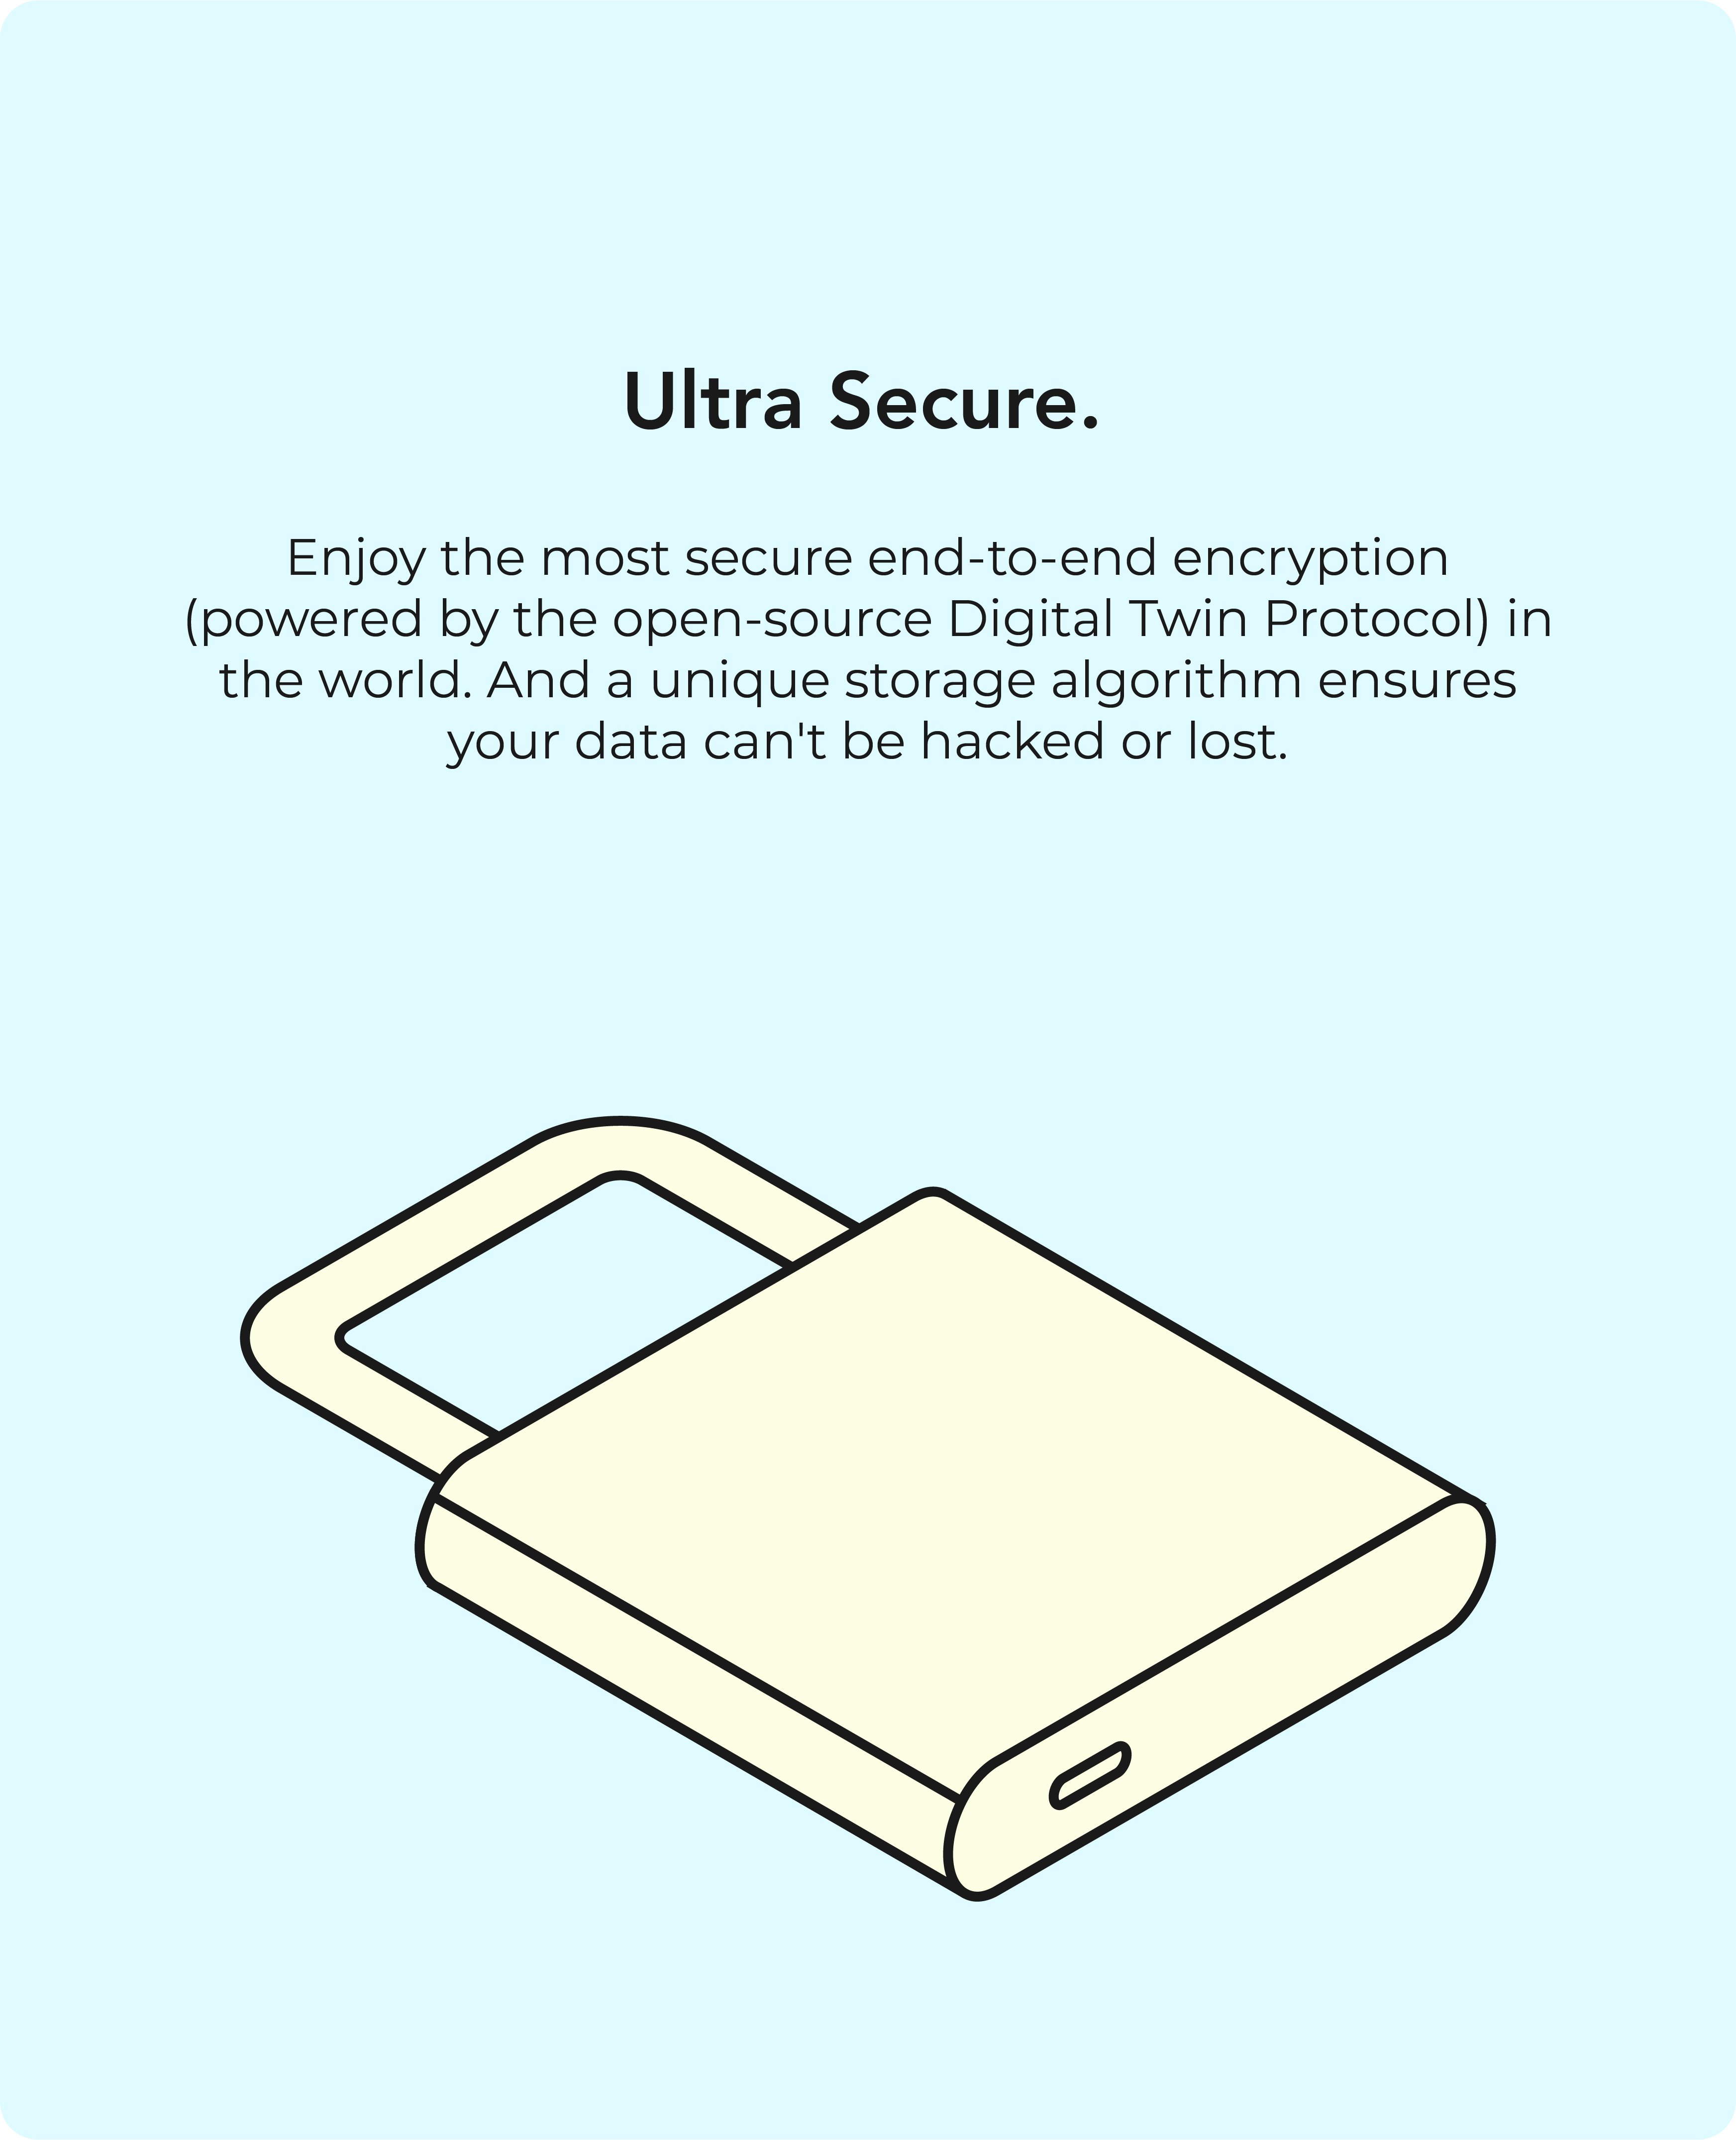 Ultra Secure.
Enjoy the most secure end-to-end encryption
(powered by the open-source Digital Twin Protocol) in
the world. And a unique storage algorithm ensures
your data can't be hacked or lost.